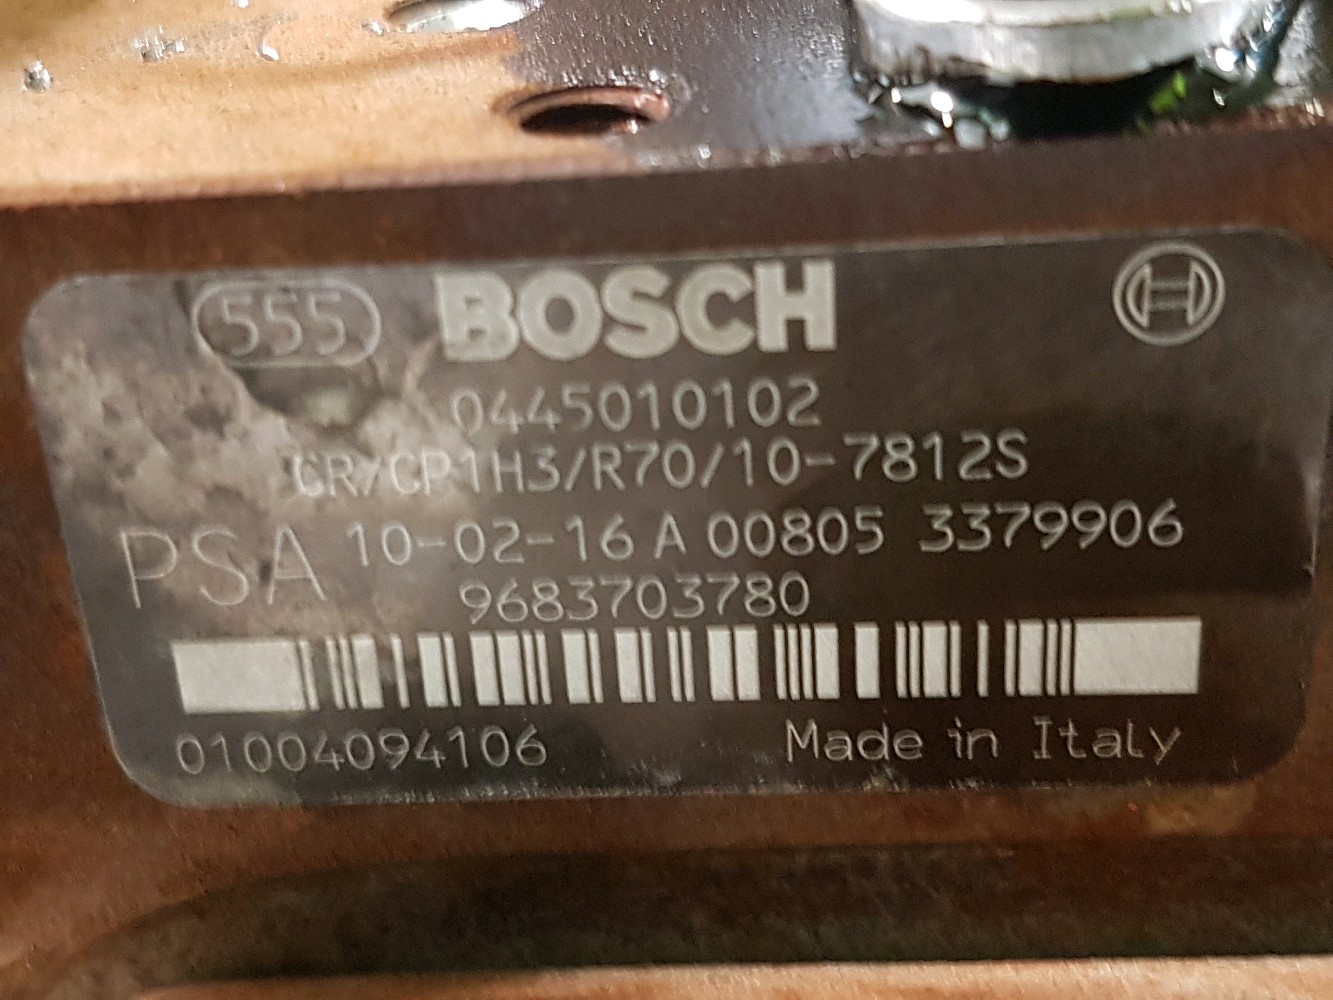 555 BOSCH
0445010102
CR/CP1H3/R70/10-7812S
PSA 10-02-16 A 00805 3379906
9683703780
01004094106 Made in Italy